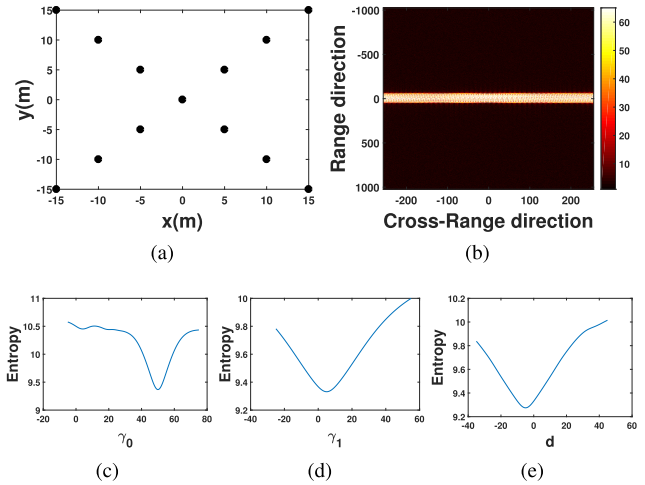 15
10
5
0
-5
-10
-15
y(m)
-15 -10 -5 0 5 10 15
x(m)
(a)
-1000
-500
0
500
1000
Range direction
-200 -100 0 100 200
Cross-Range direction
60
50
40
30
20
10
(b)
11
10.5
10
9.5
9
Entropy
-20 0 20 40 60 80
γ0
(c)
10
9.8
9.6
9.4
9.2
Entropy
-40 -20 0 20 40 60
γ1
(d)
10.2
10
9.8
9.6
9.4
9.2
Entropy
-40 -20 0 20 40 60
d
(e)